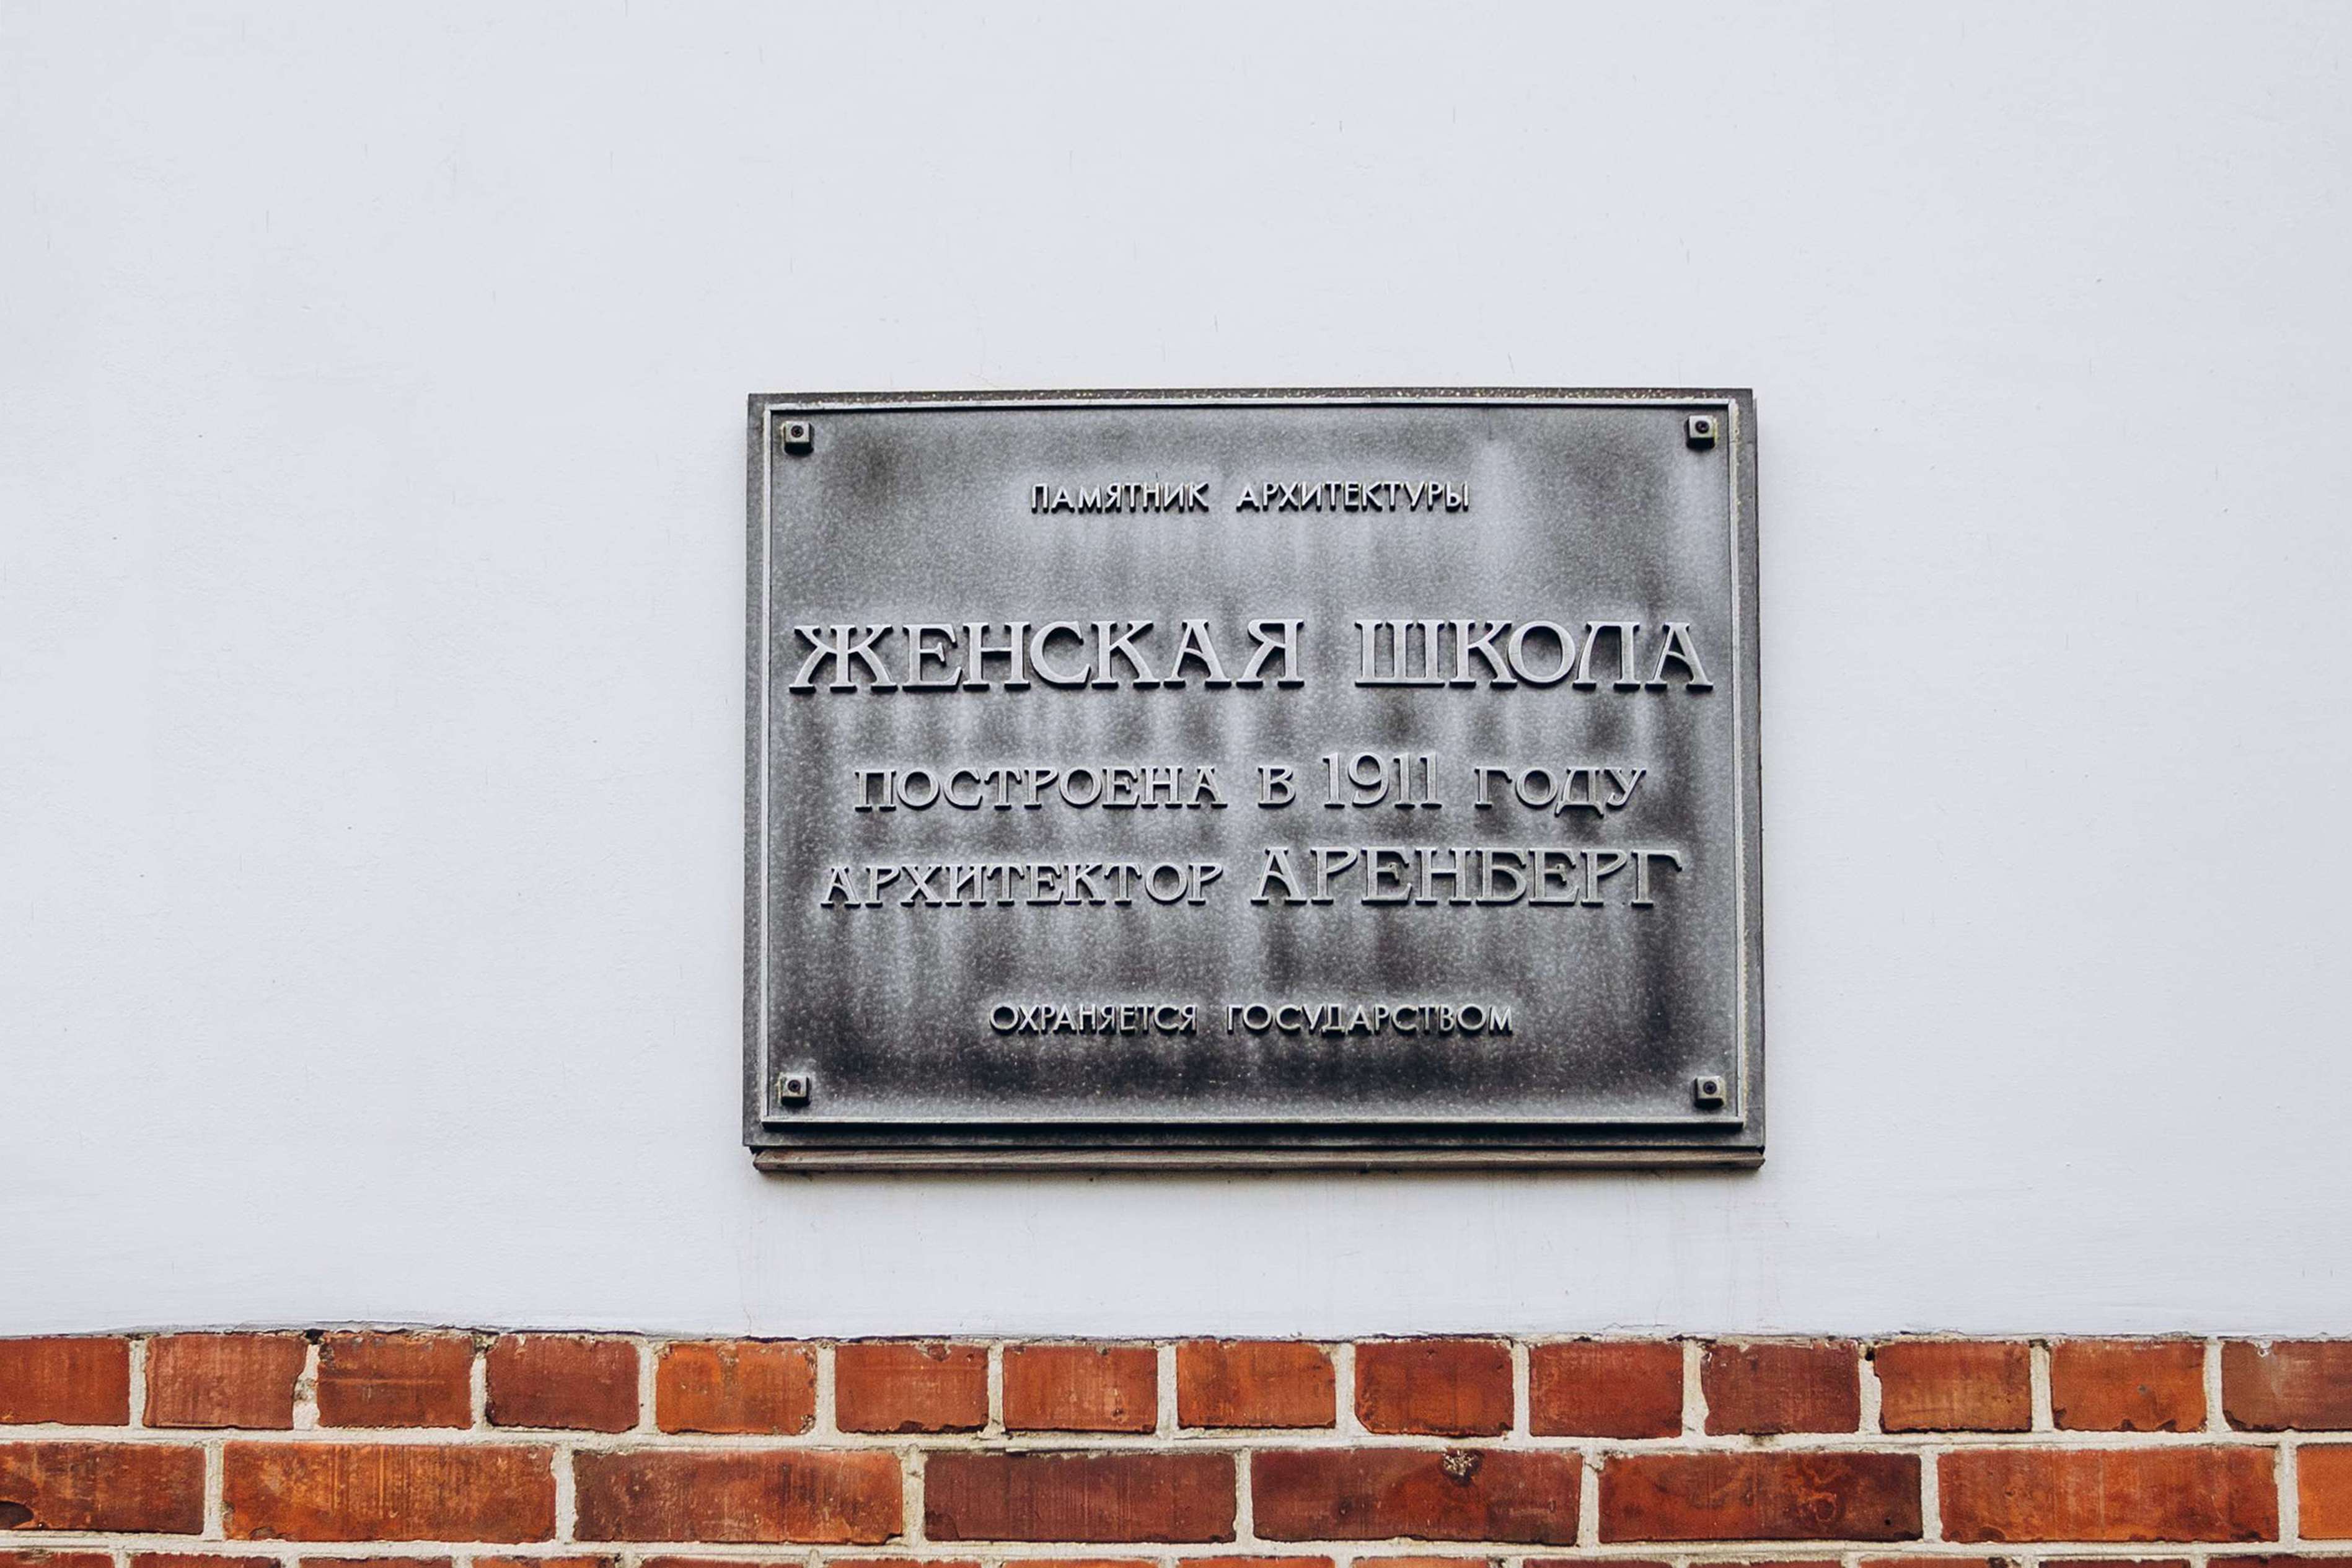 ПАМЯТНИК АРХИТЕКТУРЫ
ЖЕНСКАЯ ШКОЛА
ПОСТРОЕНА В 1911 ГОДУ
АРХИТЕКТОР АРЕНБЕРГ
ОХРАНЯЕТСЯ ГОСУДАРСТВОМ